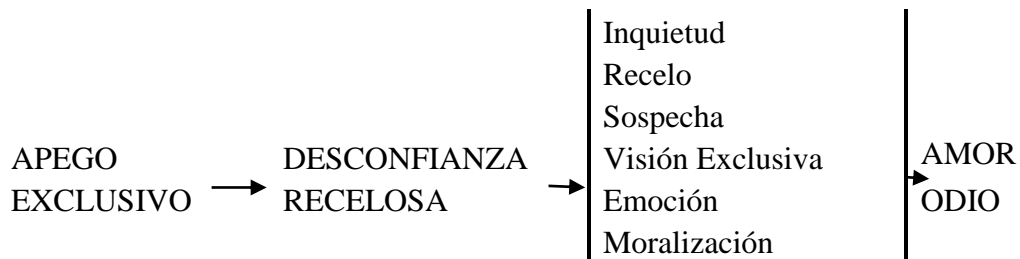 APEGO
EXCLUSIVO
DESCONFIANZA
RECELOSA
Inquietud
Recelo
Sospecha
Visión Exclusiva
Emoción
Moralización
AMOR
ODIO